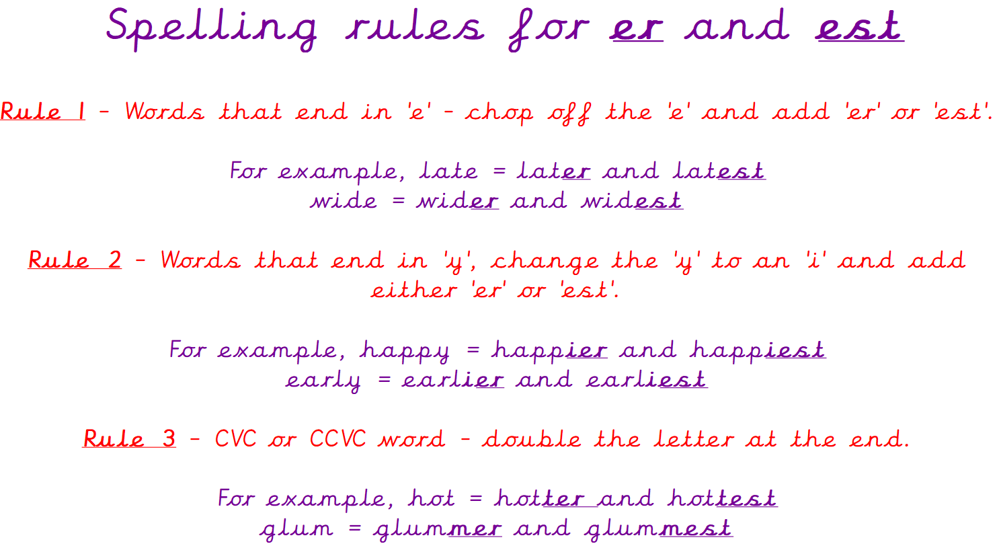 Spelling rules for er and est
Rule 1 - Words that end in 'e' - chop off the 'e' and add 'er' or 'est'.
For example, late = later and latest
wide = wider and widest
Rule 2 - Words that end in 'y', change the 'y' to an 'i' and add
either 'er' or 'est'.
For example, happy = happier and happiest
early = earlier and earliest
Rule 3 - CVC or CCVC word - double the letter at the end.
For example, hot = hotter and hottest
glum = glummer and glummest